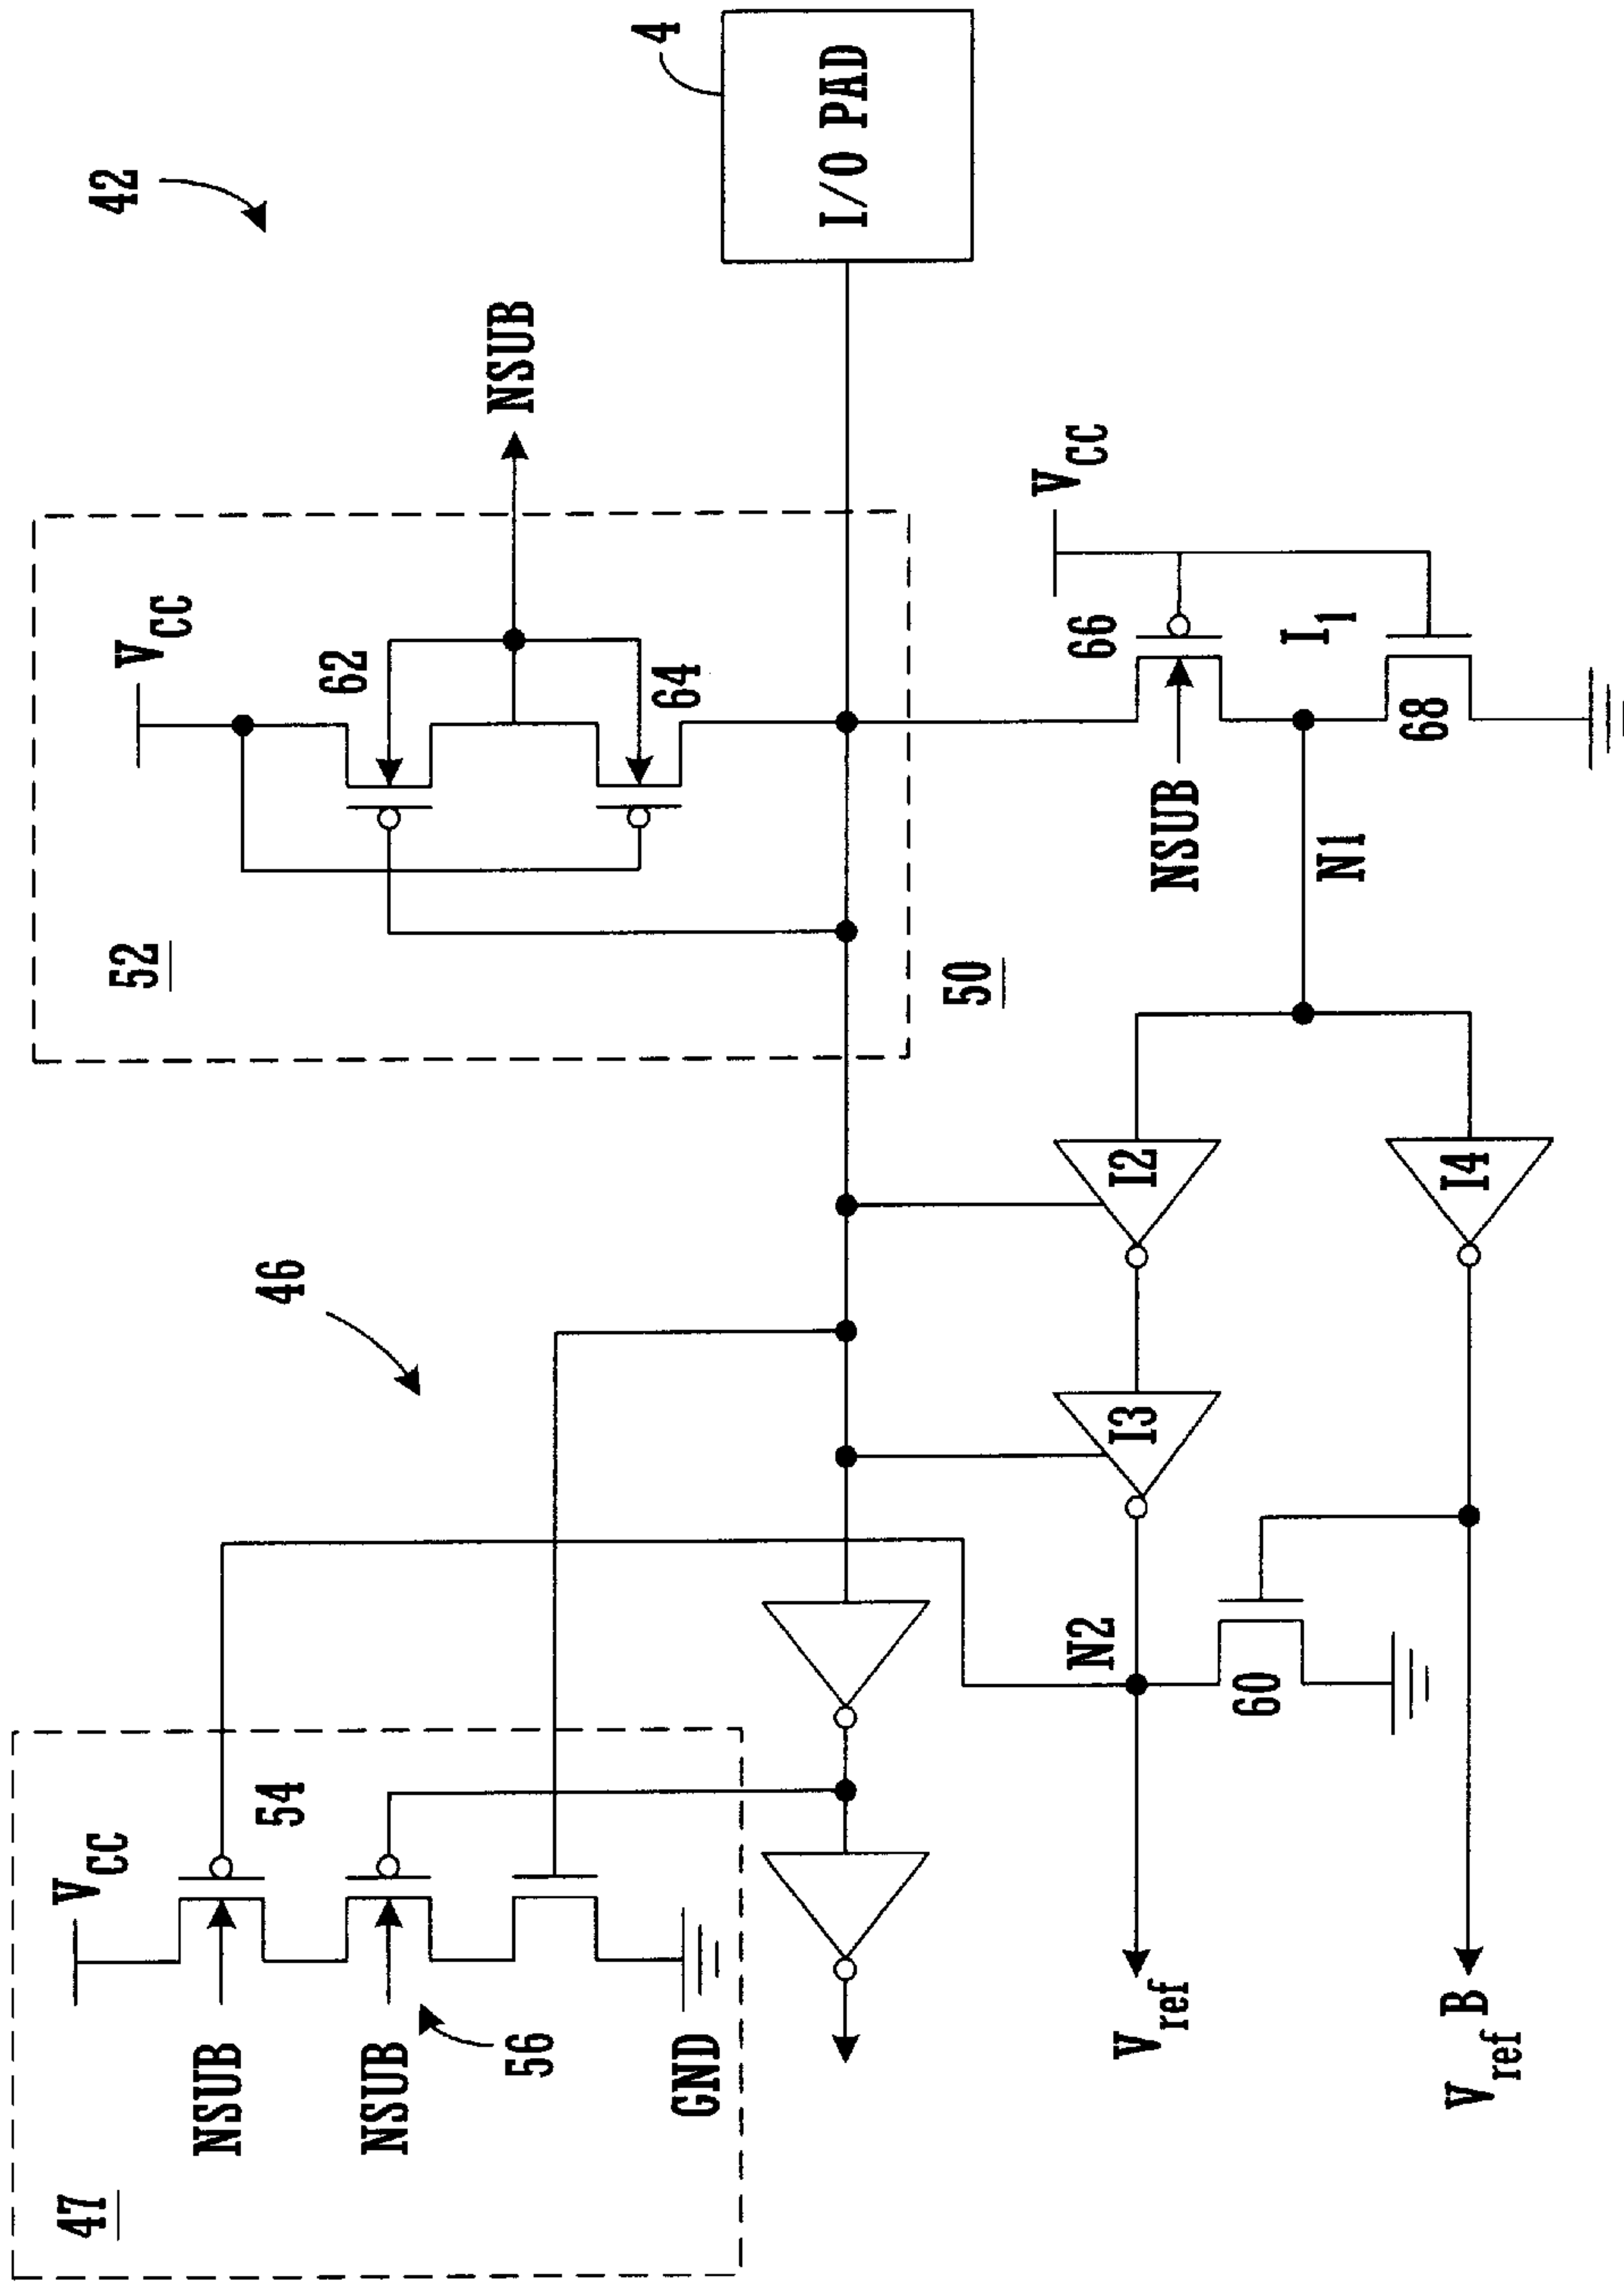 42
4
I/O PAD
NSUB
52
VCC
62
64
50
VCC
66
NSUB
I1
68
N1
46
I2
I3
I4
47
VCC
NSUB
54
NSUB
56
GND
N2
60
Vref
Vref B